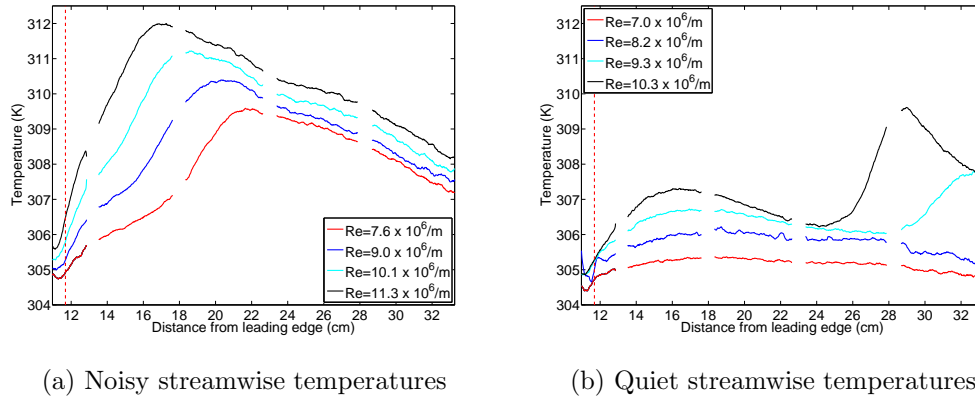 312
311
310
309
308
307
306
305
304
Temperature (K)
12 14 16 18 20 22 24 26 28 30 32
Distance from leading edge (cm)
Re=7.6 x 10⁶/m
Re=9.0 x 10⁶/m
Re=10.1 x 10⁶/m
Re=11.3 x 10⁶/m
(a) Noisy streamwise temperatures
Re=7.0 x 10⁶/m
Re=8.2 x 10⁶/m
Re=9.3 x 10⁶/m
Re=10.3 x 10⁶/m
312
311
310
309
308
307
306
305
304
Temperature (K)
12 14 16 18 20 22 24 26 28 30 32
Distance from leading edge (cm)
(b) Quiet streamwise temperatures